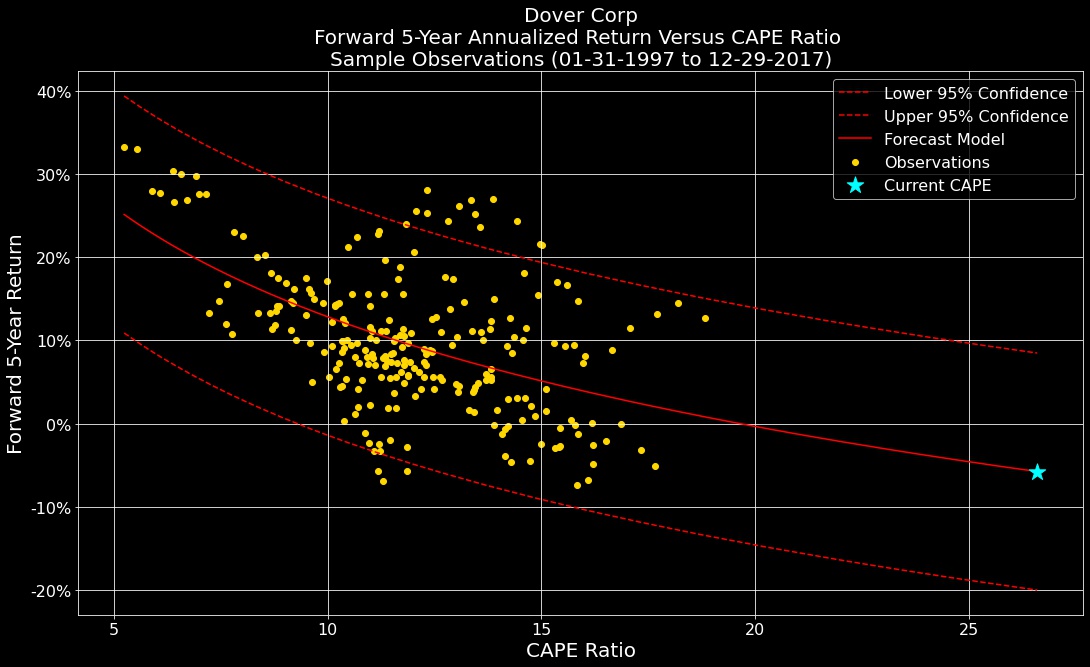 Dover Corp
Forward 5-Year Annualized Return Versus CAPE Ratio
Sample Observations (01-31-1997 to 12-29-2017)
Lower 95% Confidence
Upper 95% Confidence
Forecast Model
Observations
Current CAPE
Forward 5-Year Return
40%
30%
20%
10%
0%
-10%
-20%
5 10 15 20 25
CAPE Ratio